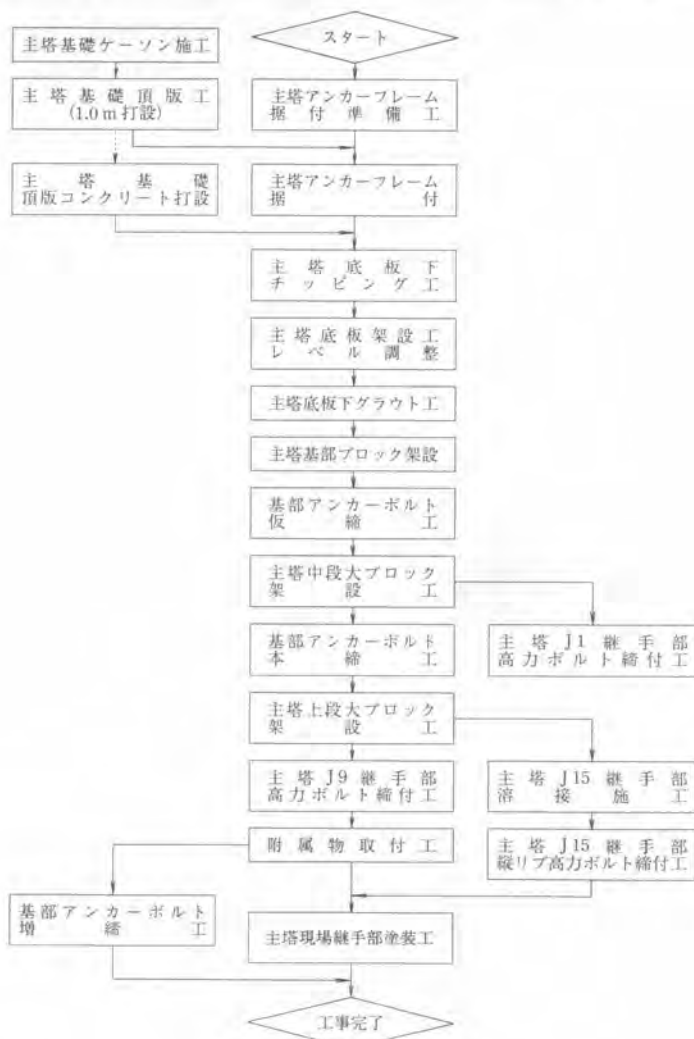 スタート
主塔基礎ケーソン施工
主塔基礎頂版工
(1.0m打設)
主塔アンカーフレーム
据付準備工
主塔基礎
頂版コンクリート打設
主塔アンカーフレーム
据付
主塔底板下
チッピング工
主塔底板架設工
レベル調整
主塔底板下グラウト工
主塔基部ブロック架設
基部アンカーボルト
仮締工
主塔中段大ブロック
架設工
主塔J1継手部
高力ボルト締付工
基部アンカーボルト
本締工
主塔上段大ブロック
架設工
主塔J9継手部
高力ボルト締付工
主塔J15継手部
溶接施工
附属物取付工
主塔J15継手部
縦リブ高力ボルト締付工
基部アンカーボルト
増締工
主塔現場継手部塗装工
工事完了